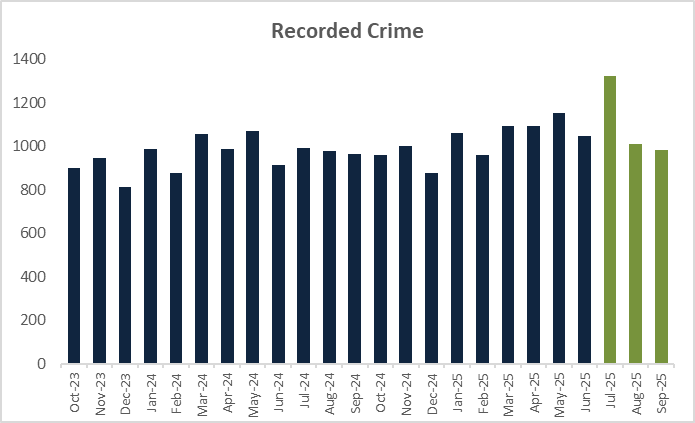 Recorded Crime
1400
1200
1000
800
600
400
200
0
Oct-23
Nov-23
Dec-23
Jan-24
Feb-24
Mar-24
Apr-24
May-24
Jun-24
Jul-24
Aug-24
Sep-24
Oct-24
Nov-24
Dec-24
Jan-25
Feb-25
Mar-25
Apr-25
May-25
Jun-25
Jul-25
Aug-25
Sep-25